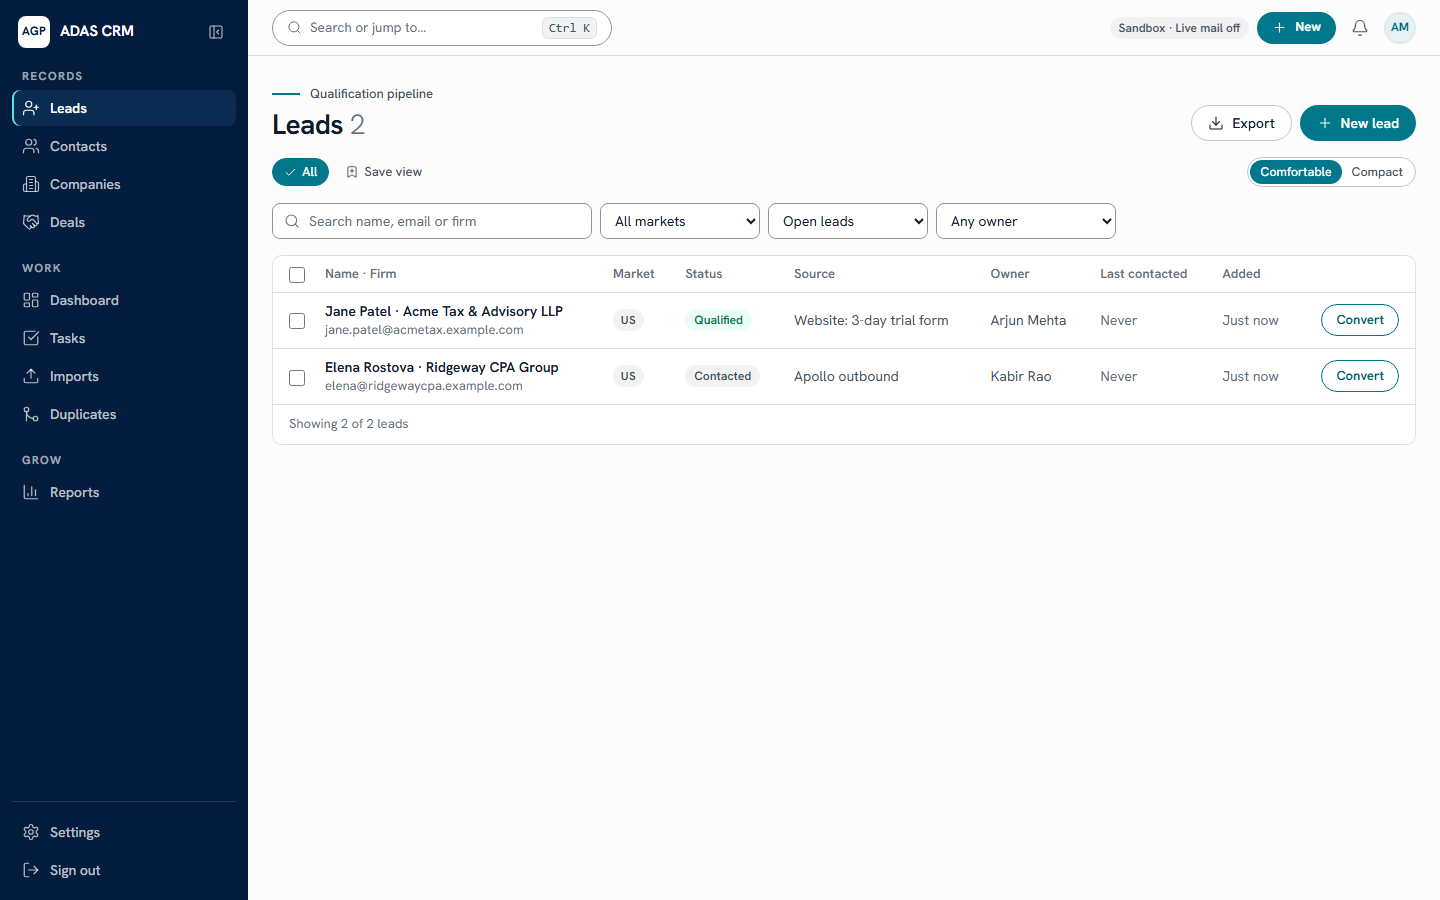 AGP ADAS CRM
RECORDS
Leads
Contacts
Companies
Deals
WORK
Dashboard
Tasks
Imports
Duplicates
GROW
Reports
Settings
Sign out
Search or jump to... Ctrl K
Sandbox · Live mail off
New
AM
Qualification pipeline
Leads 2
Export
New lead
All
Save view
Comfortable
Compact
Search name, email or firm
All markets
Open leads
Any owner
Name · Firm Market Status Source Owner Last contacted Added
Jane Patel · Acme Tax & Advisory LLP
jane.patel@acmetax.example.com
US Qualified Website: 3-day trial form Arjun Mehta Never Just now Convert
Elena Rostova · Ridgeway CPA Group
elena@ridgewaycpa.example.com
US Contacted Apollo outbound Kabir Rao Never Just now Convert
Showing 2 of 2 leads